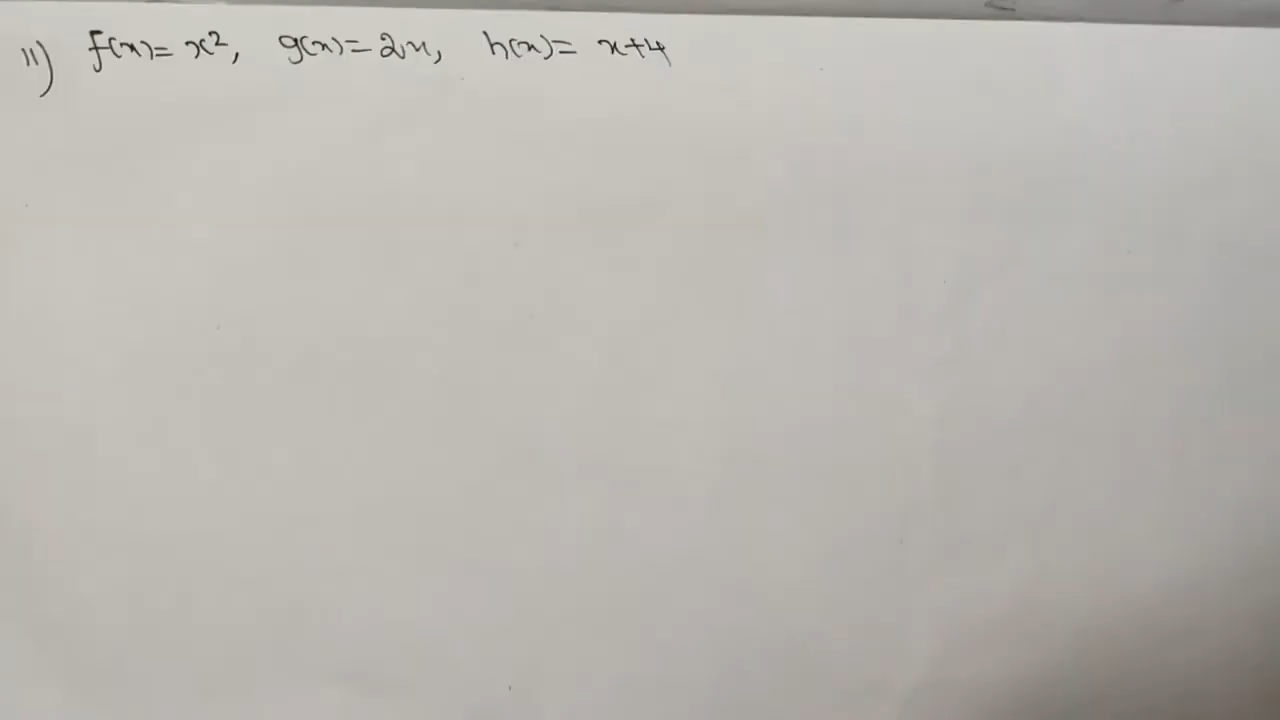 11) f(x) = x², g(x) = 2x, h(x) = x+4